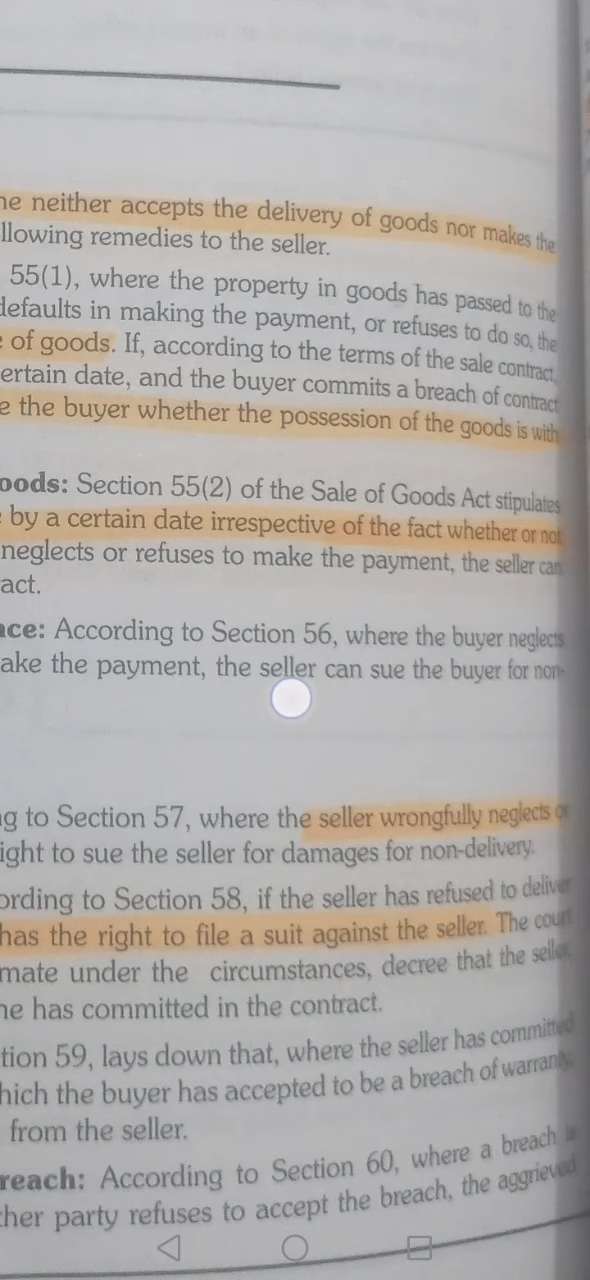 he neither accepts the delivery of goods nor makes the
llowing remedies to the seller.
55(1), where the property in goods has passed to the
defaults in making the payment, or refuses to do so, the
of goods. If, according to the terms of the sale contract,
ertain date, and the buyer commits a breach of contract
e the buyer whether the possession of the goods is with
oods: Section 55(2) of the Sale of Goods Act stipulates
by a certain date irrespective of the fact whether or not
neglects or refuses to make the payment, the seller can
act.
nce: According to Section 56, where the buyer neglects
ake the payment, the seller can sue the buyer for non-
ng to Section 57, where the seller wrongfully neglects or
ight to sue the seller for damages for non-delivery.
ording to Section 58, if the seller has refused to deliver
has the right to file a suit against the seller. The court
mate under the circumstances, decree that the seller
he has committed in the contract.
tion 59, lays down that, where the seller has committed
hich the buyer has accepted to be a breach of warranty,
from the seller.
reach: According to Section 60, where a breach is
ther party refuses to accept the breach, the aggrieved